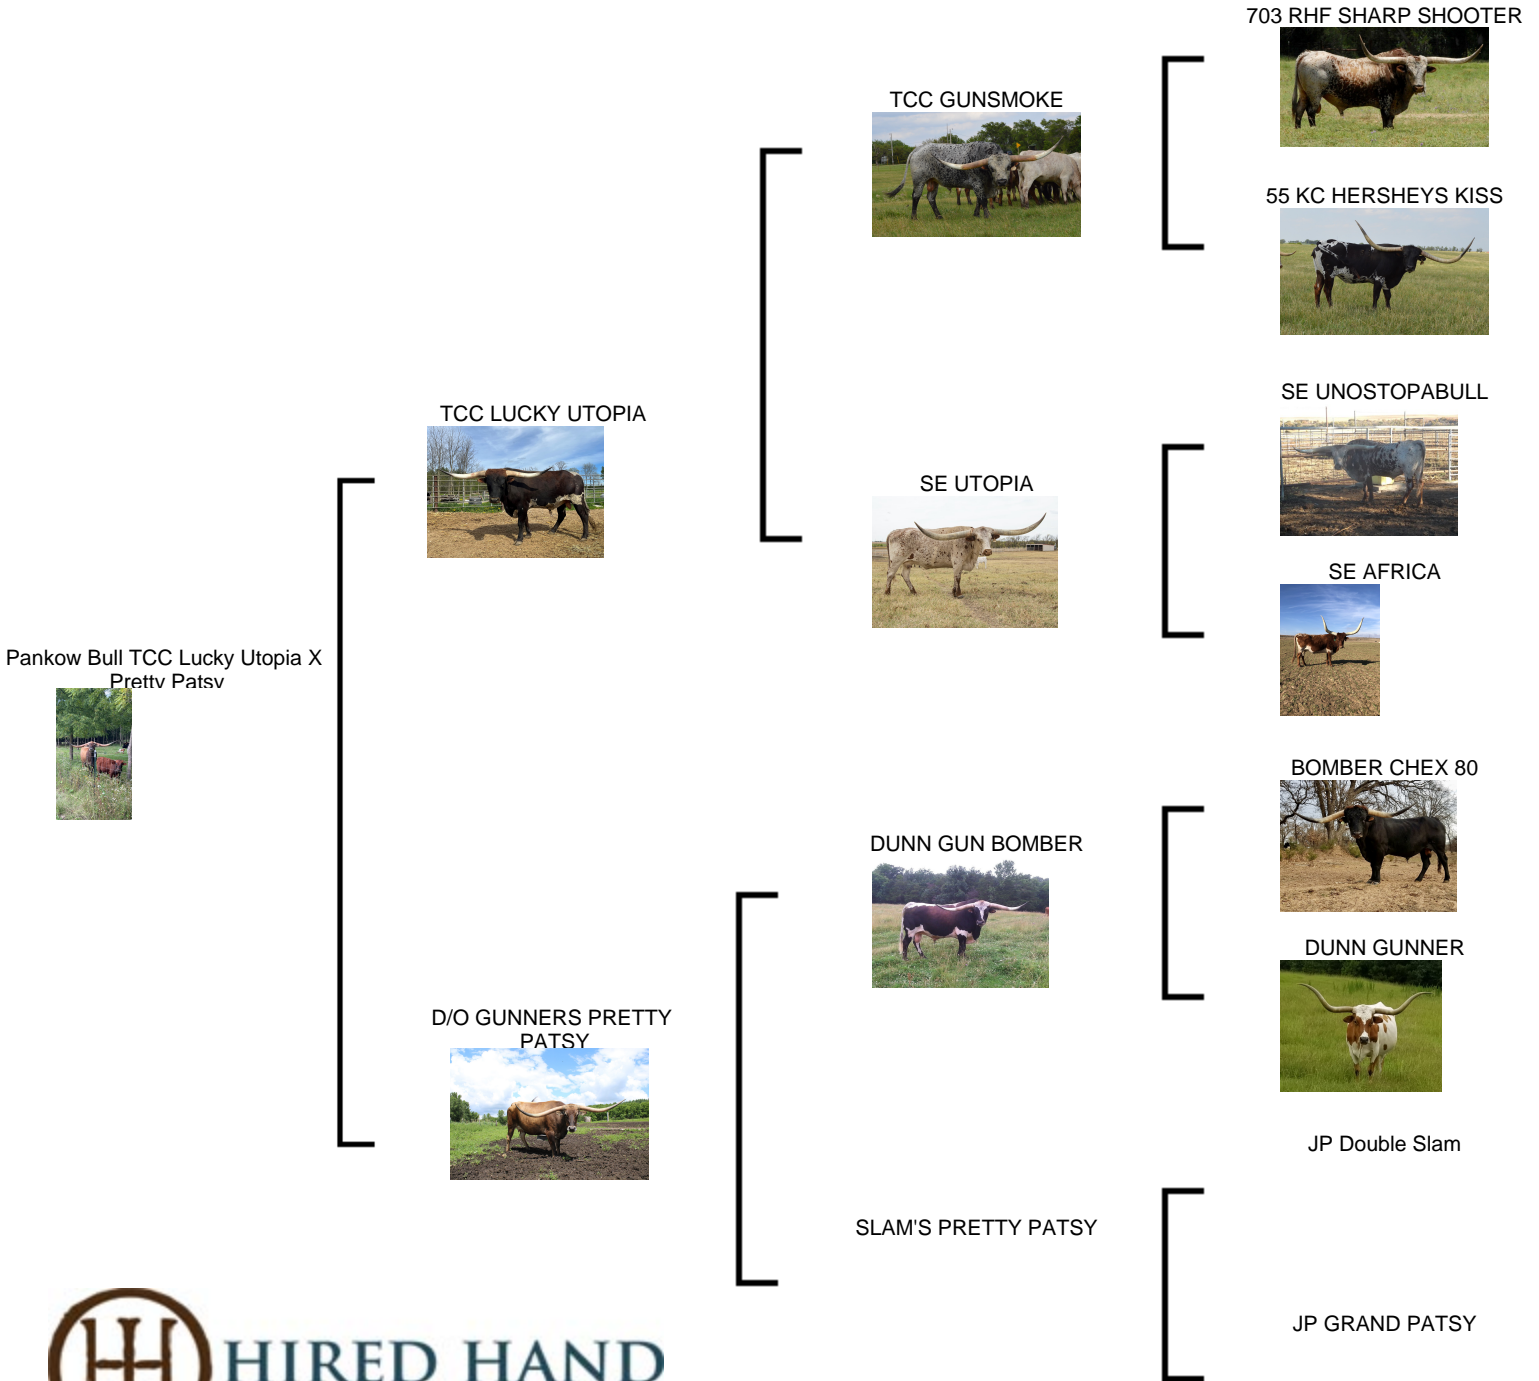 703 RHF SHARP SHOOTER
TCC GUNSMOKE
55 KC HERSHEYS KISS
TCC LUCKY UTOPIA
SE UNOSTOPABULL
SE UTOPIA
SE AFRICA
Pankow Bull TCC Lucky Utopia X
Pretty Patsy
BOMBER CHEX 80
DUNN GUN BOMBER
DUNN GUNNER
D/O GUNNERS PRETTY
PATSY
JP Double Slam
SLAM'S PRETTY PATSY
JP GRAND PATSY
HIRED HAND